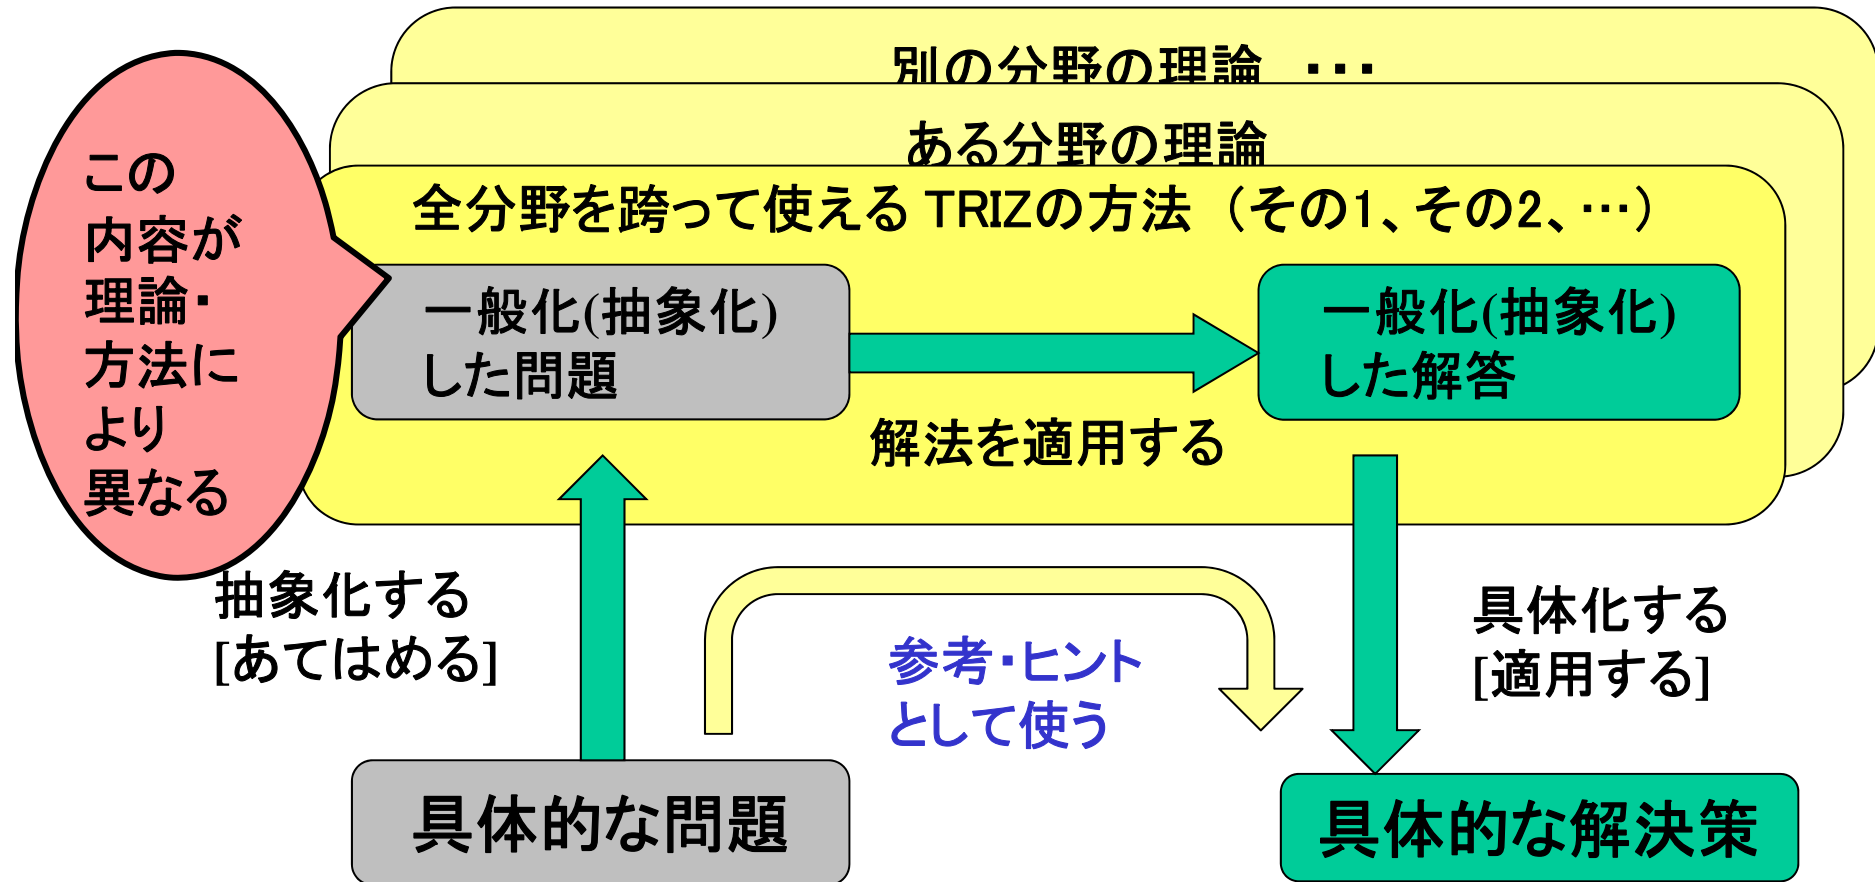 別の分野の理論 ・・・
ある分野の理論
全分野を跨って使える TRIZの方法 (その1、その2、…)
この
内容が
理論・
方法に
より
異なる
一般化(抽象化)
した問題
一般化(抽象化)
した解答
解法を適用する
抽象化する
[あてはめる]
参考・ヒント
として使う
具体化する
[適用する]
具体的な問題
具体的な解決策